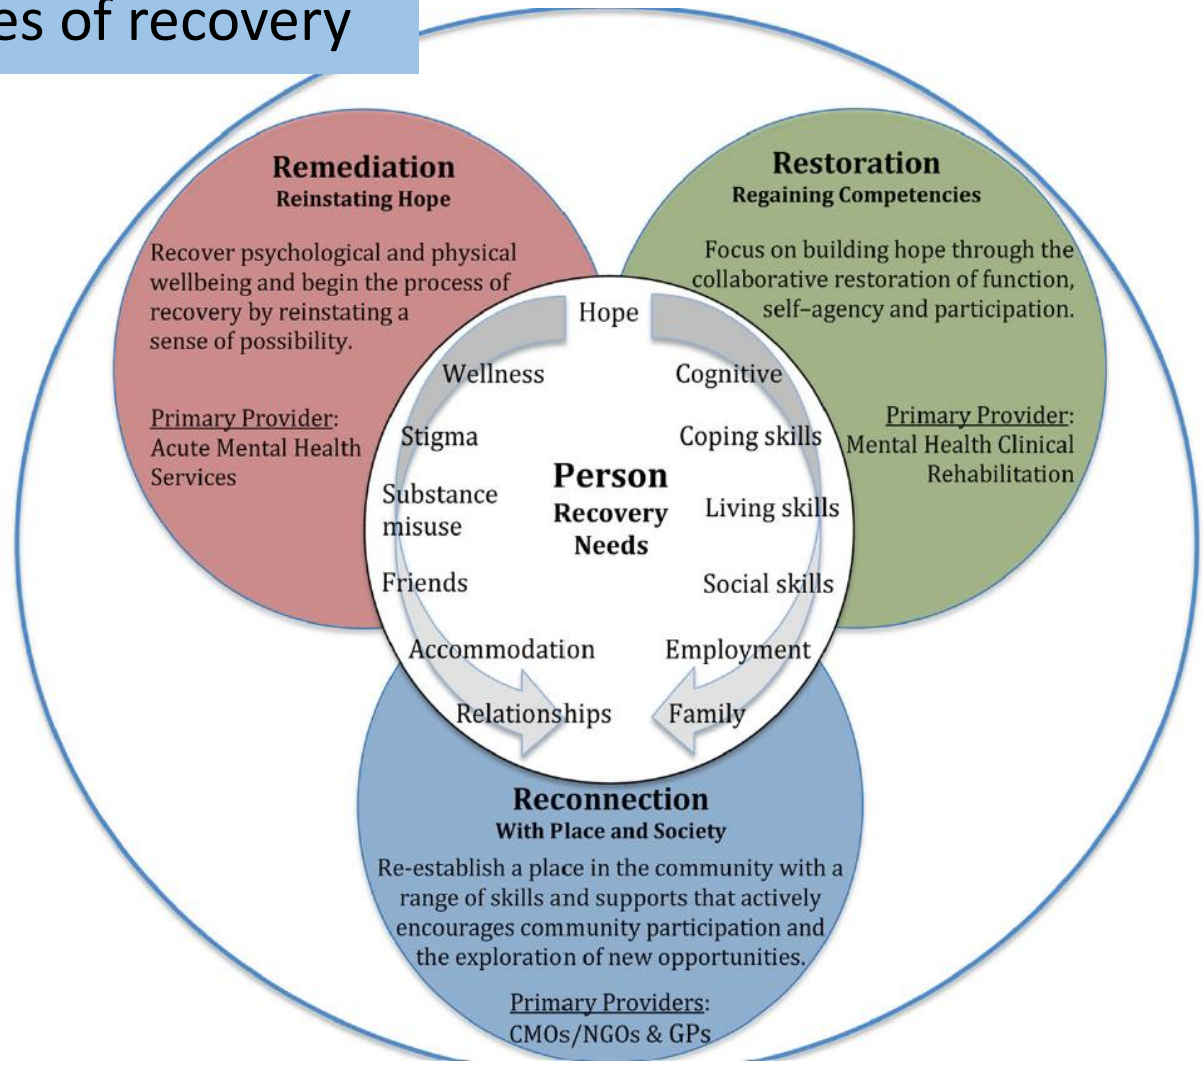 es of recovery
Remediation
Reinstating Hope
Recover psychological and physical
wellbeing and begin the process of
recovery by reinstating a
sense of possibility.
Primary Provider:
Acute Mental Health
Services
Restoration
Regaining Competencies
Focus on building hope through the
collaborative restoration of function,
self–agency and participation.
Primary Provider:
Mental Health Clinical
Rehabilitation
Hope
Wellness
Stigma
Substance
misuse
Friends
Accommodation
Relationships
Person
Recovery
Needs
Cognitive
Coping skills
Living skills
Social skills
Employment
Family
Reconnection
With Place and Society
Re-establish a place in the community with a
range of skills and supports that actively
encourages community participation and
the exploration of new opportunities.
Primary Providers:
CMOs/NGOs & GPs